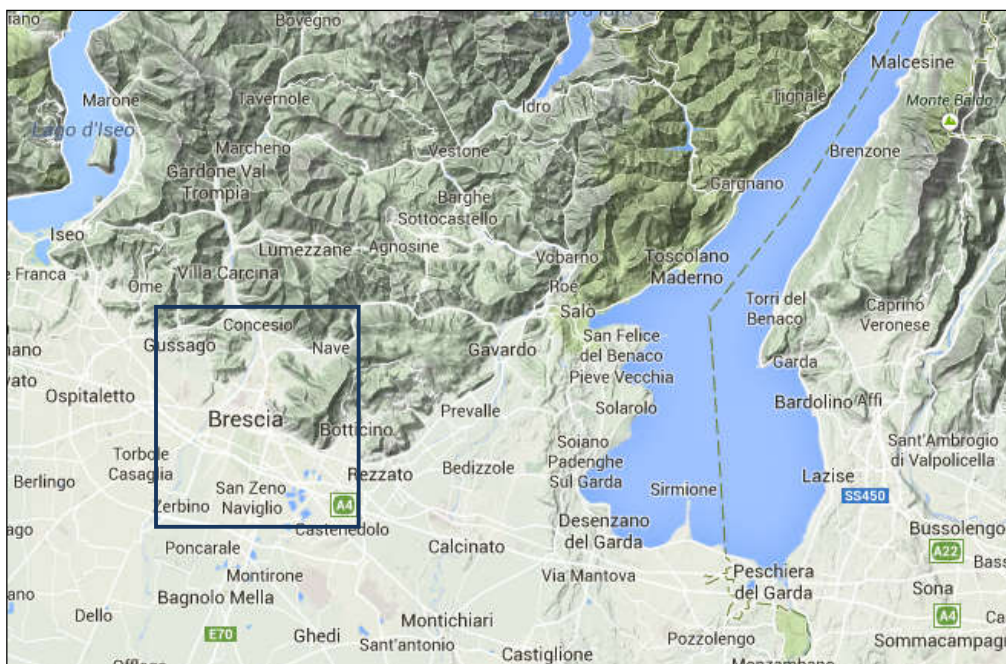 Bovegno
Malcesine
Marone
Tavernole
Idro
Tignale
Monte Baldo
Lago d'Iseo
Marcheno
Vestone
Brenzone
Gardone Val
Trompia
Gargnano
Barghe
Sottocastello
Iseo
Lumezzane
Agnosine
Vobarno
Toscolano
Maderno
Franca
Villa Carcina
Ome
Roè
Salò
Torri del
Benaco
Caprino
Veronese
Concesio
Gussago
Nave
Gavardo
San Felice
del Benaco
Pieve Vecchia
Garda
Ospitaletto
Brescia
Prevalle
Solarolo
Bardolino
Affi
Botticino
Torbole
Casaglia
Bedizzole
Soiano
Padenghe
Sul Garda
Sant'Ambrogio
di Valpolicella
Berlingo
Rezzato
Lazise
San Zeno
Naviglio
Sirmione
SS450
Zerbino
A4
Castenedolo
Desenzano
del Garda
Bussolengo
Poncarale
Calcinato
A22
Bass
Montirone
Via Mantova
Peschiera
del Garda
Sona
Bagnolo Mella
Dello
Montichiari
A4
E70
Ghedi
Sant'antonio
Pozzolengo
Sommacampag
Castiglione